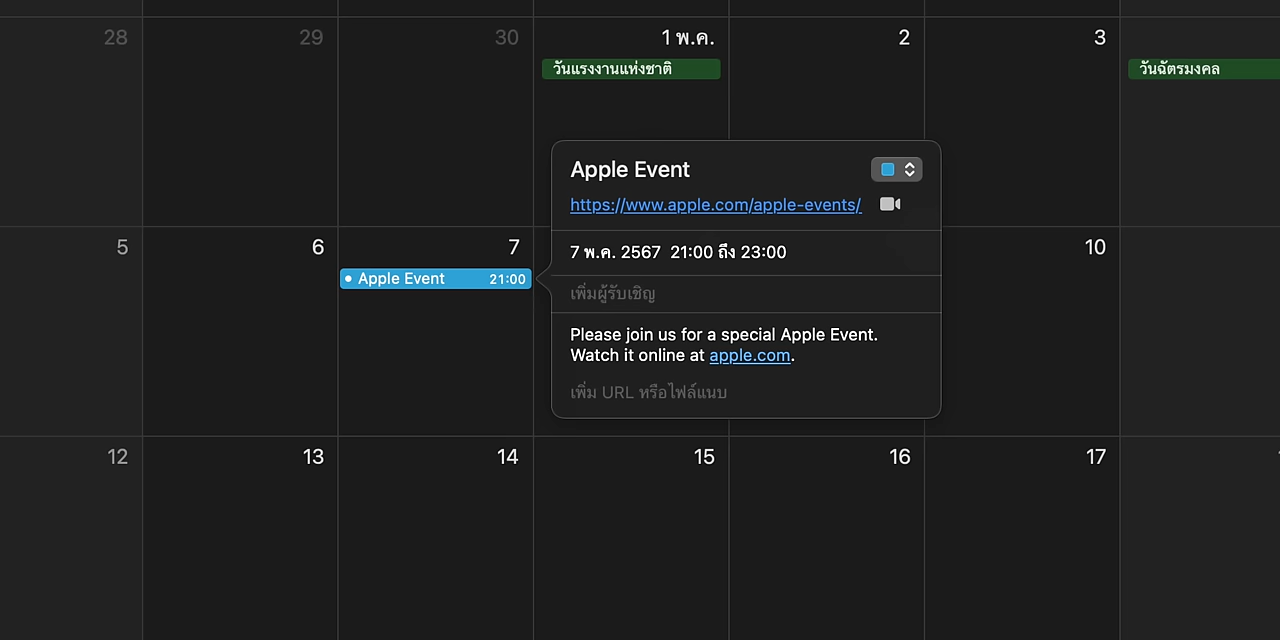 28
29
30
1 พ.ค.
2
3
วันแรงงานแห่งชาติ
วันฉัตรมงคล
Apple Event
https://www.apple.com/apple-events/
7 พ.ค. 2567 21:00 ถึง 23:00
เพิ่มผู้รับเชิญ
Please join us for a special Apple Event.
Watch it online at apple.com.
เพิ่ม URL หรือไฟล์แนบ
5
6
7
10
Apple Event 21:00
12
13
14
15
16
17